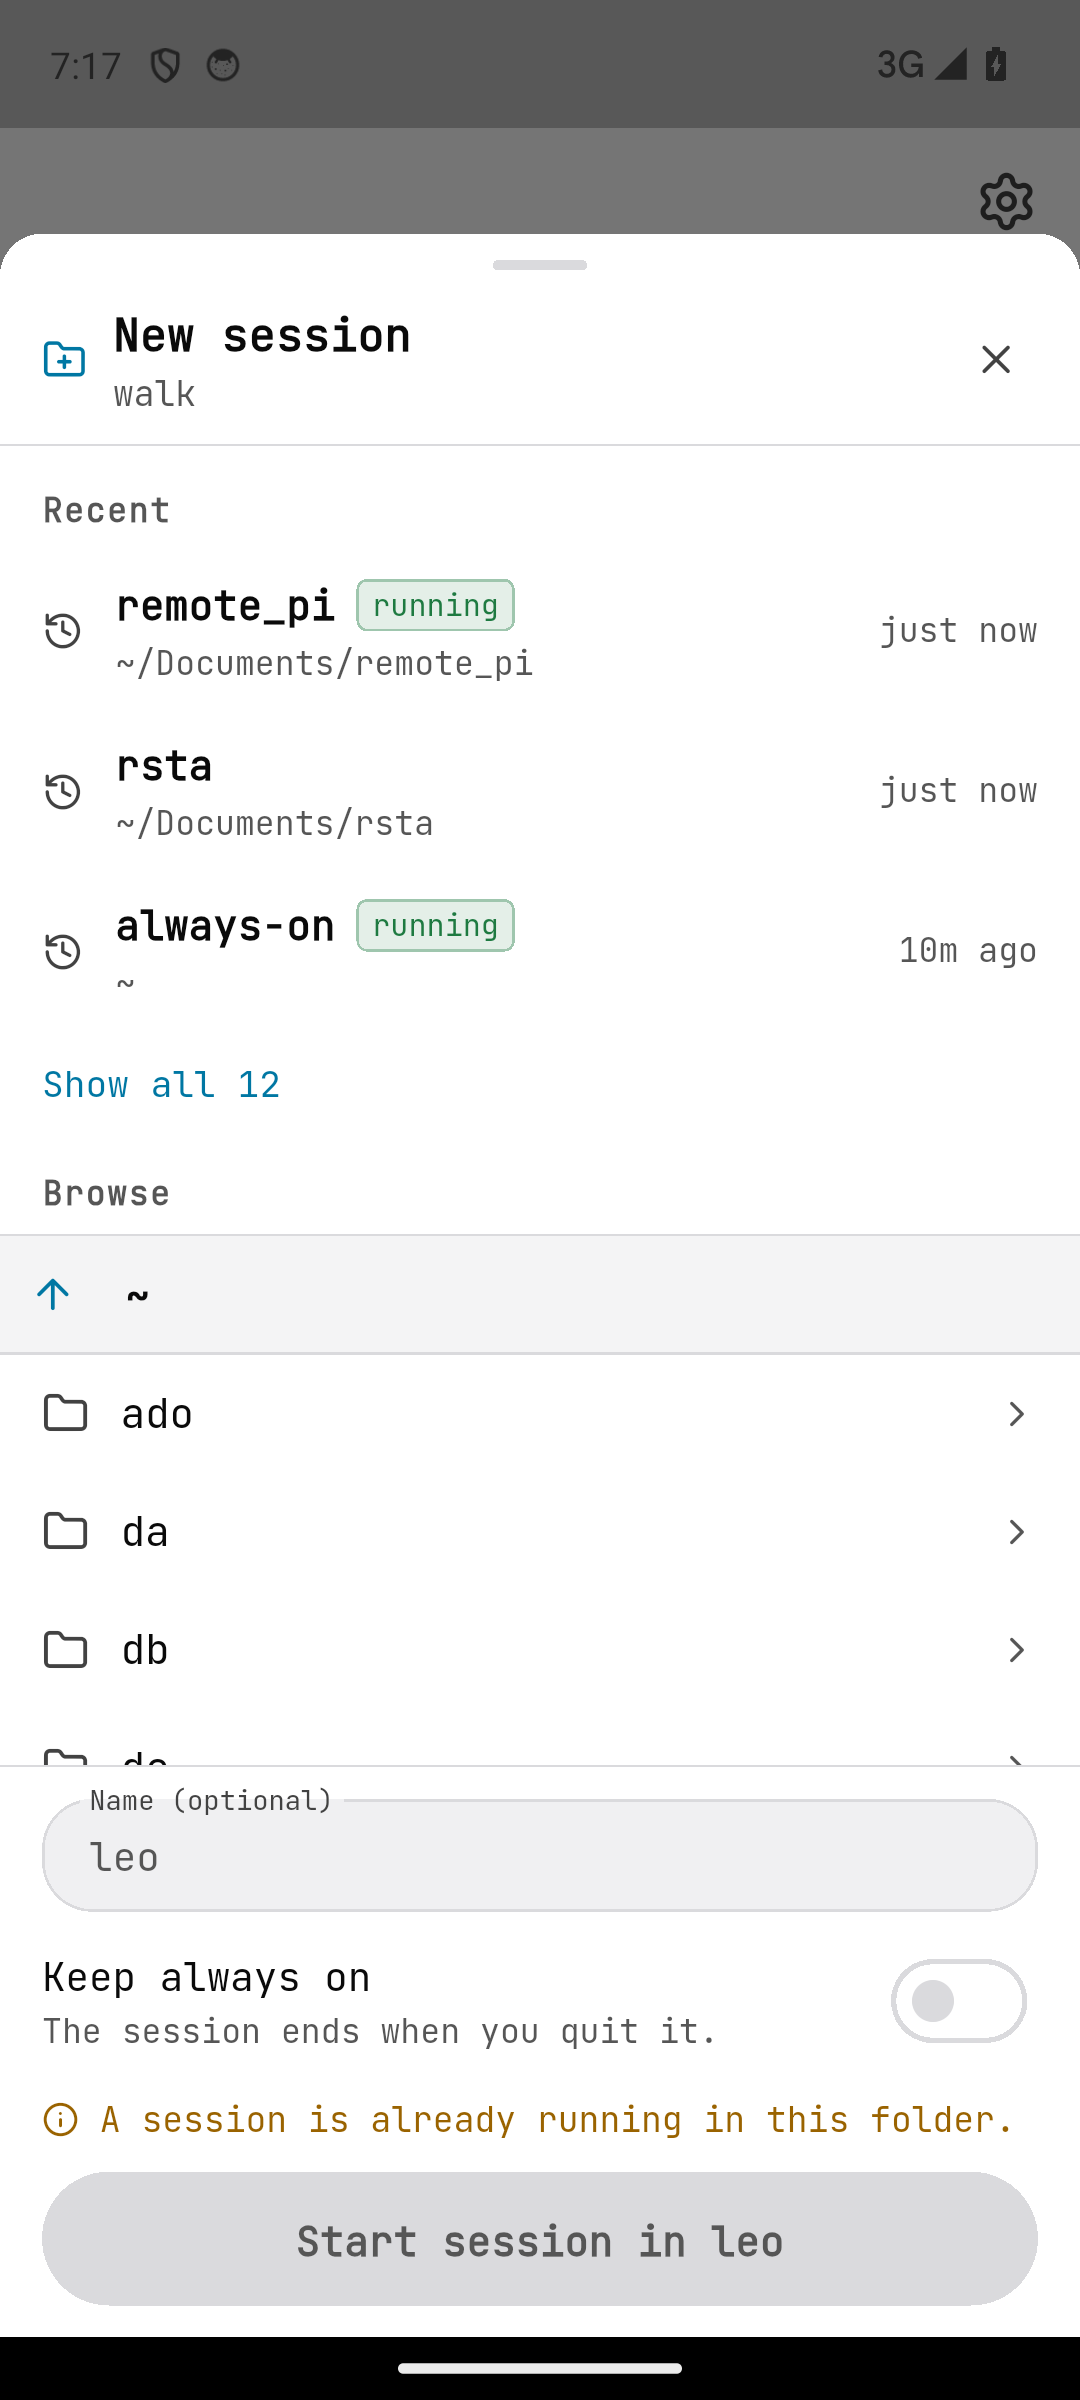 7:17
3G
New session
walk
Recent
remote_pi running
~/Documents/remote_pi
just now
rsta
~/Documents/rsta
just now
always-on running
~
10m ago
Show all 12
Browse
~
ado
da
db
Name (optional)
leo
Keep always on
The session ends when you quit it.
A session is already running in this folder.
Start session in leo